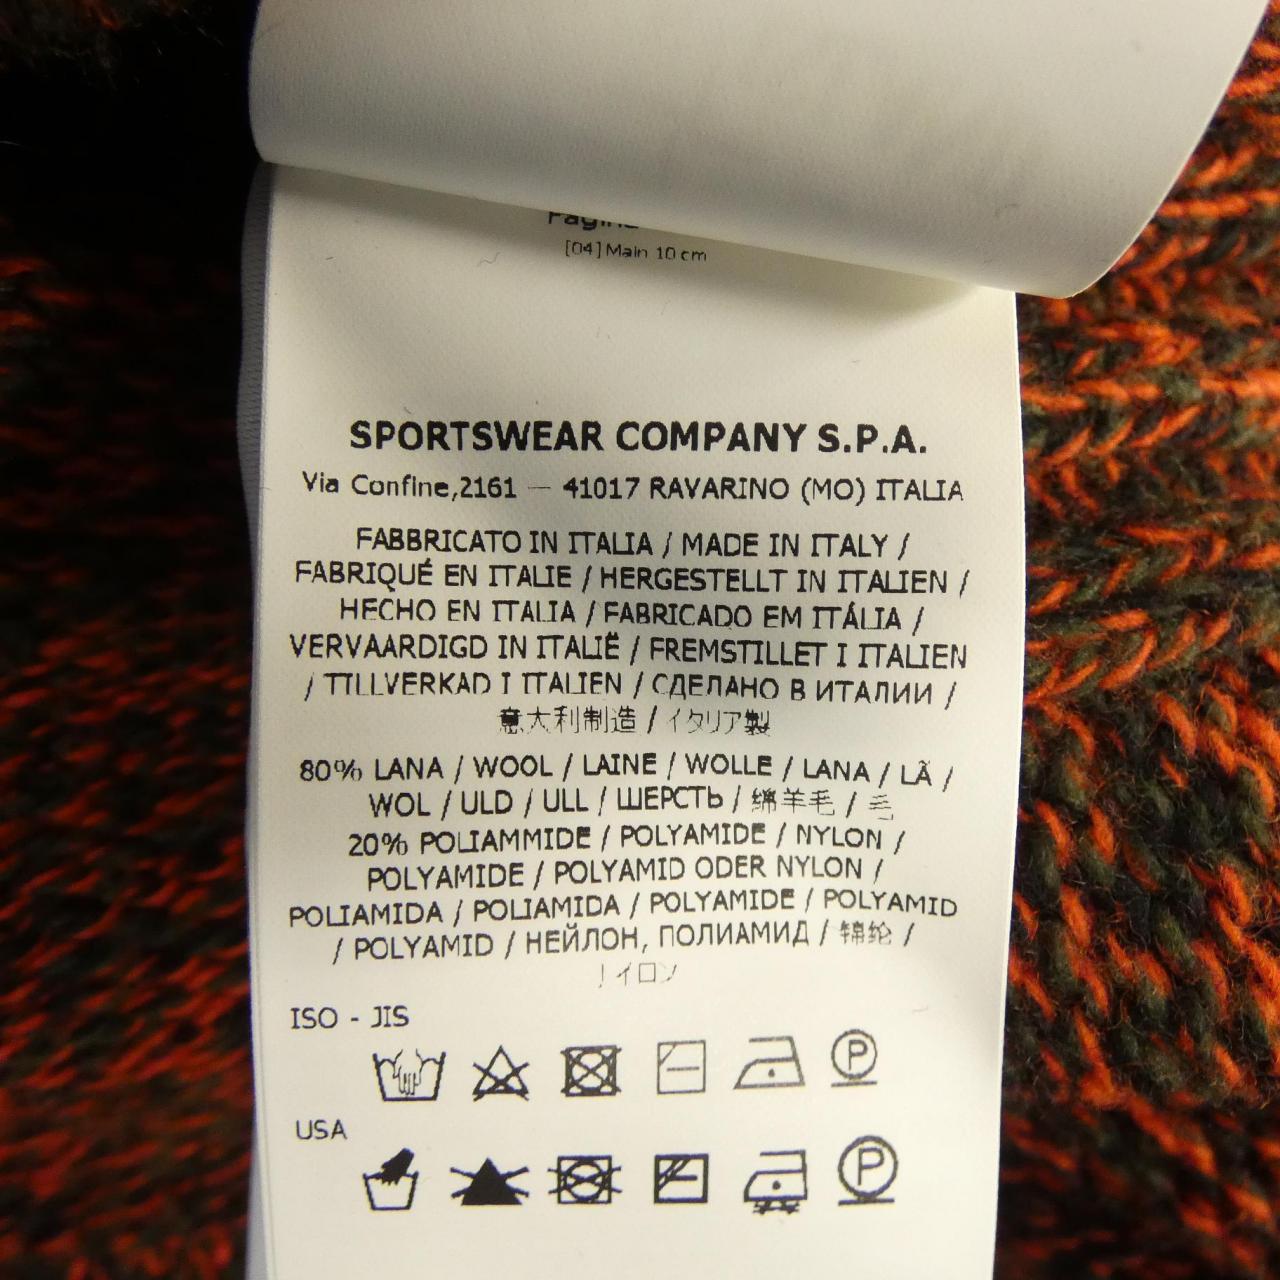 [04] Main 10 cm
SPORTSWEAR COMPANY S.P.A.
Via Confine,2161 — 41017 RAVARINO (MO) ITALIA
FABBRICATO IN ITALIA / MADE IN ITALY /
FABRIQUÉ EN ITALIE / HERGESTELLT IN ITALIEN /
HECHO EN ITALIA / FABRICADO EM ITÁLIA /
VERVAARDIGD IN ITALIË / FREMSTILLET I ITALIEN
/ TILLVERKAD I ITALIEN / СДЕЛАНО В ИТАЛИИ /
意大利制造 / イタリア製
80% LANA / WOOL / LAINE / WOLLE / LANA / LÃ /
WOL / ULD / ULL / ШЕРСТЬ / 绵羊毛 / 毛
20% POLIAMMIDE / POLYAMIDE / NYLON /
POLYAMIDE / POLYAMID ODER NYLON /
POLIAMIDA / POLIAMIDA / POLYAMIDE / POLYAMID
/ POLYAMID / НЕЙЛОН, ПОЛИАМИД / 锦纶 /
ナイロン
ISO - JIS
P
USA
P